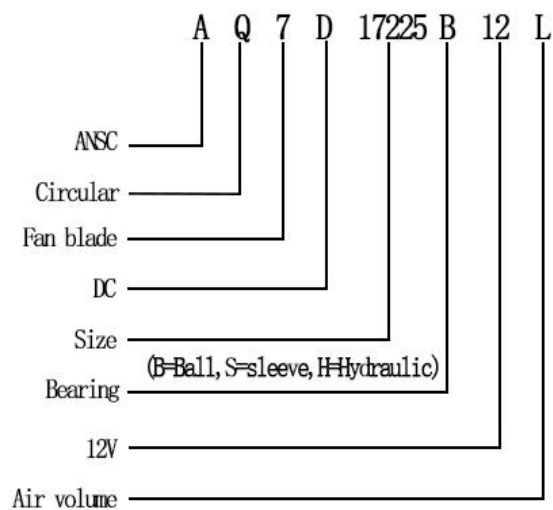 A Q 7 D 17225 B 12 L
ANSC
Circular
Fan blade
DC
Size
(B=Ball, S=sleeve, H=Hydraulic)
Bearing
12V
Air volume